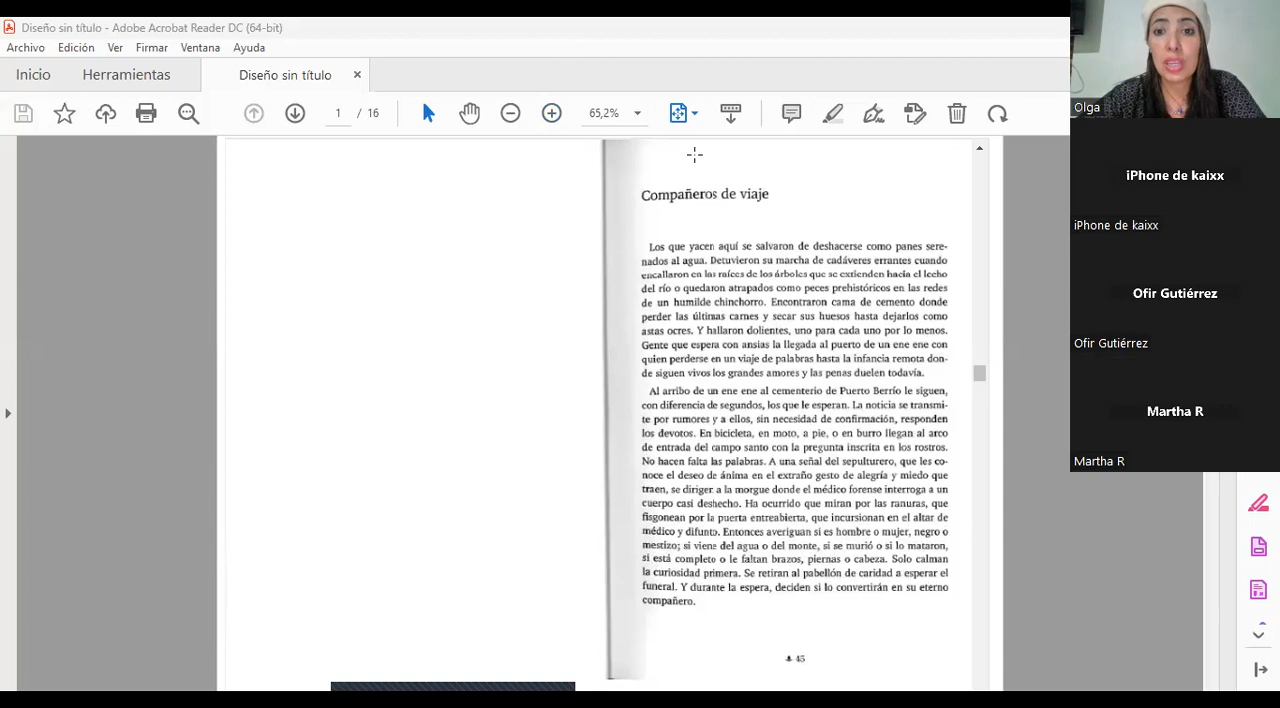 Diseño sin título - Adobe Acrobat Reader DC (64-bit)
Archivo Edición Ver Firmar Ventana Ayuda
Inicio Herramientas Diseño sin título ×
1 / 16 65,2%
Compañeros de viaje
Los que yacen aquí se salvaron de deshacerse como panes sere-
nados al agua. Detuvieron su marcha de cadáveres errantes cuando
encallaron en las raíces de los árboles que se extienden hacia el lecho
del río o quedaron atrapados como peces prehistóricos en las redes
de un humilde chinchorro. Encontraron cama de cemento donde
perder las últimas carnes y secar sus huesos hasta dejarlos como
astas ocres. Y hallaron dolientes, uno para cada uno por lo menos.
Gente que espera con ansias la llegada al puerto de un ene ene con
quien perderse en un viaje de palabras hasta la infancia remota don-
de siguen vivos los grandes amores y las penas duelen todavía.
Al arribo de un ene ene al cementerio de Puerto Berrío le siguen,
con diferencia de segundos, los que le esperan. La noticia se transmi-
te por rumores y a ellos, sin necesidad de confirmación, responden
los devotos. En bicicleta, en moto, a pie, o en burro llegan al arco
de entrada del campo santo con la pregunta inscrita en los rostros.
No hacen falta las palabras. A una señal del sepulturero, que les co-
noce el deseo de ánima en el extraño gesto de alegría y miedo que
traen, se dirigen a la morgue donde el médico forense interroga a un
cuerpo casi deshecho. Ha ocurrido que miran por las ranuras, que
fisgonean por la puerta entreabierta, que incursionan en el altar de
médico y difunto. Entonces averiguan si es hombre o mujer, negro o
mestizo; si viene del agua o del monte, si se murió o si lo mataron,
si está completo o le faltan brazos, piernas o cabeza. Solo calman
la curiosidad primera. Se retiran al pabellón de caridad a esperar el
funeral. Y durante la espera, deciden si lo convertirán en su eterno
compañero.
45
Olga
iPhone de kaixx
iPhone de kaixx
Ofir Gutiérrez
Ofir Gutiérrez
Martha R
Martha R